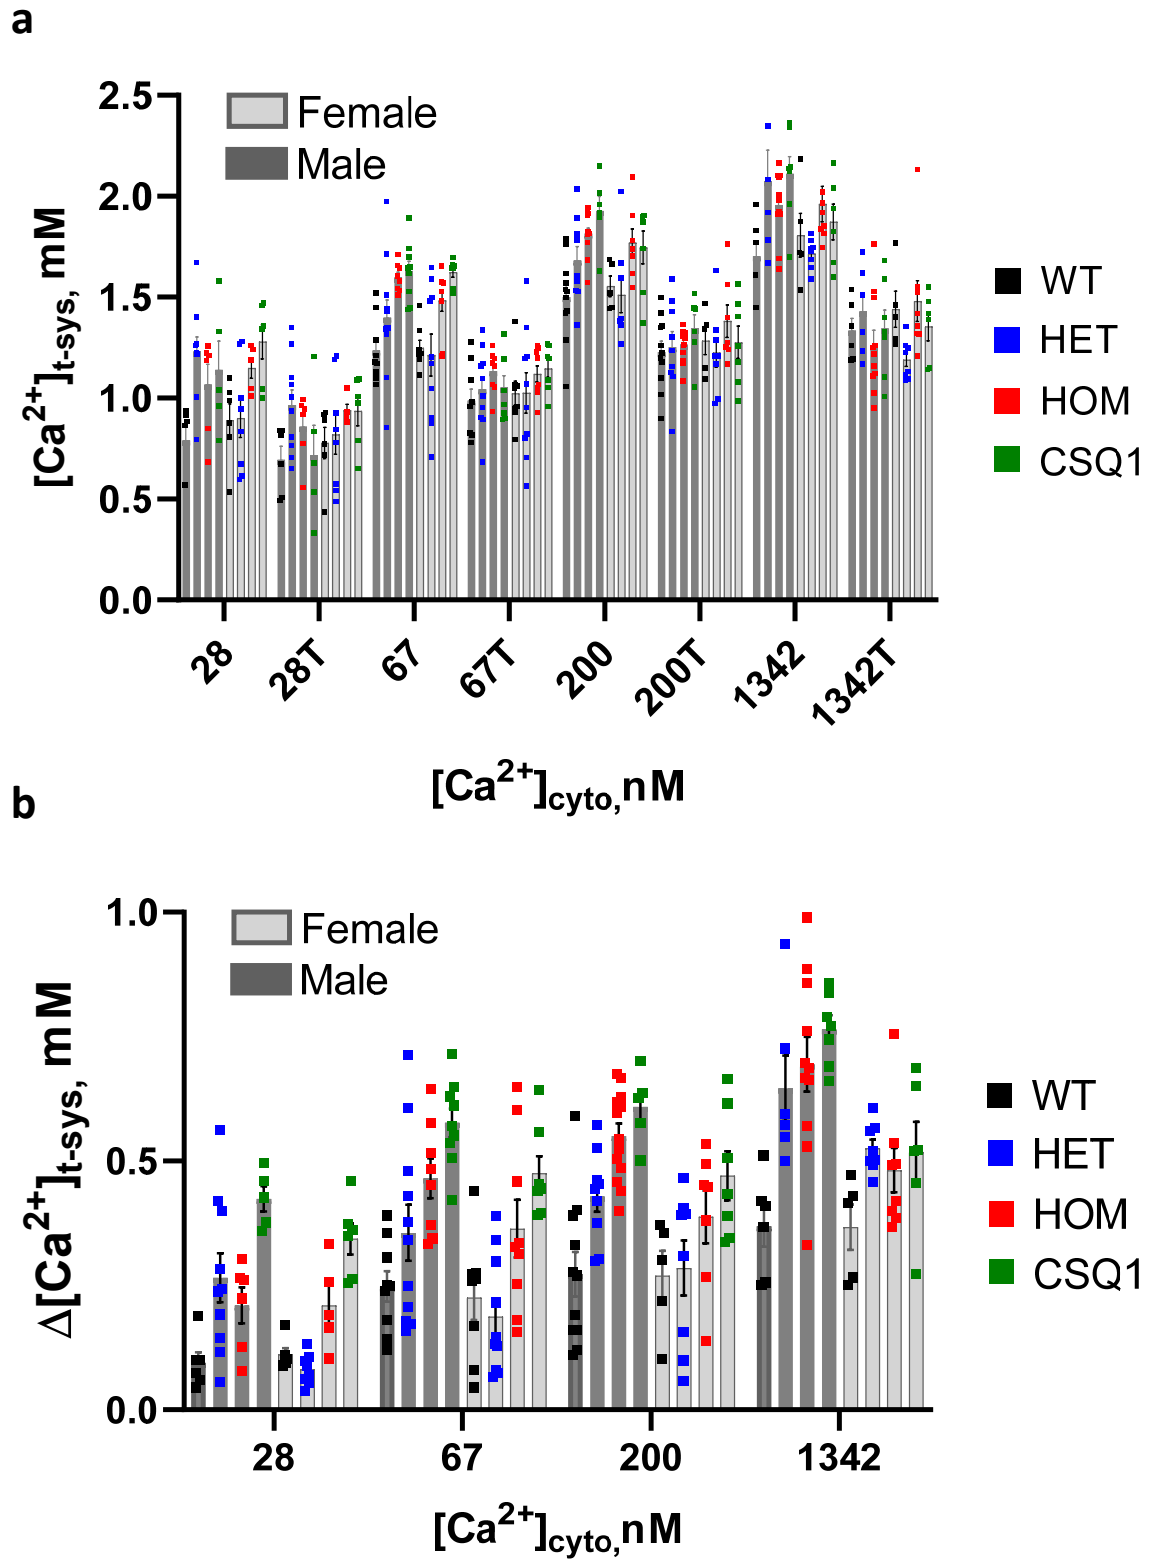 a
2.5
2.0
1.5
1.0
0.5
0.0
[Ca2+]t-sys, mM
Female
Male
WT
HET
HOM
CSQ1
28
28T
67
67T
200
200T
1342
1342T
[Ca2+]cyto,nM
b
1.0
0.5
0.0
Δ[Ca2+]t-sys, mM
Female
Male
WT
HET
HOM
CSQ1
28
67
200
1342
[Ca2+]cyto,nM